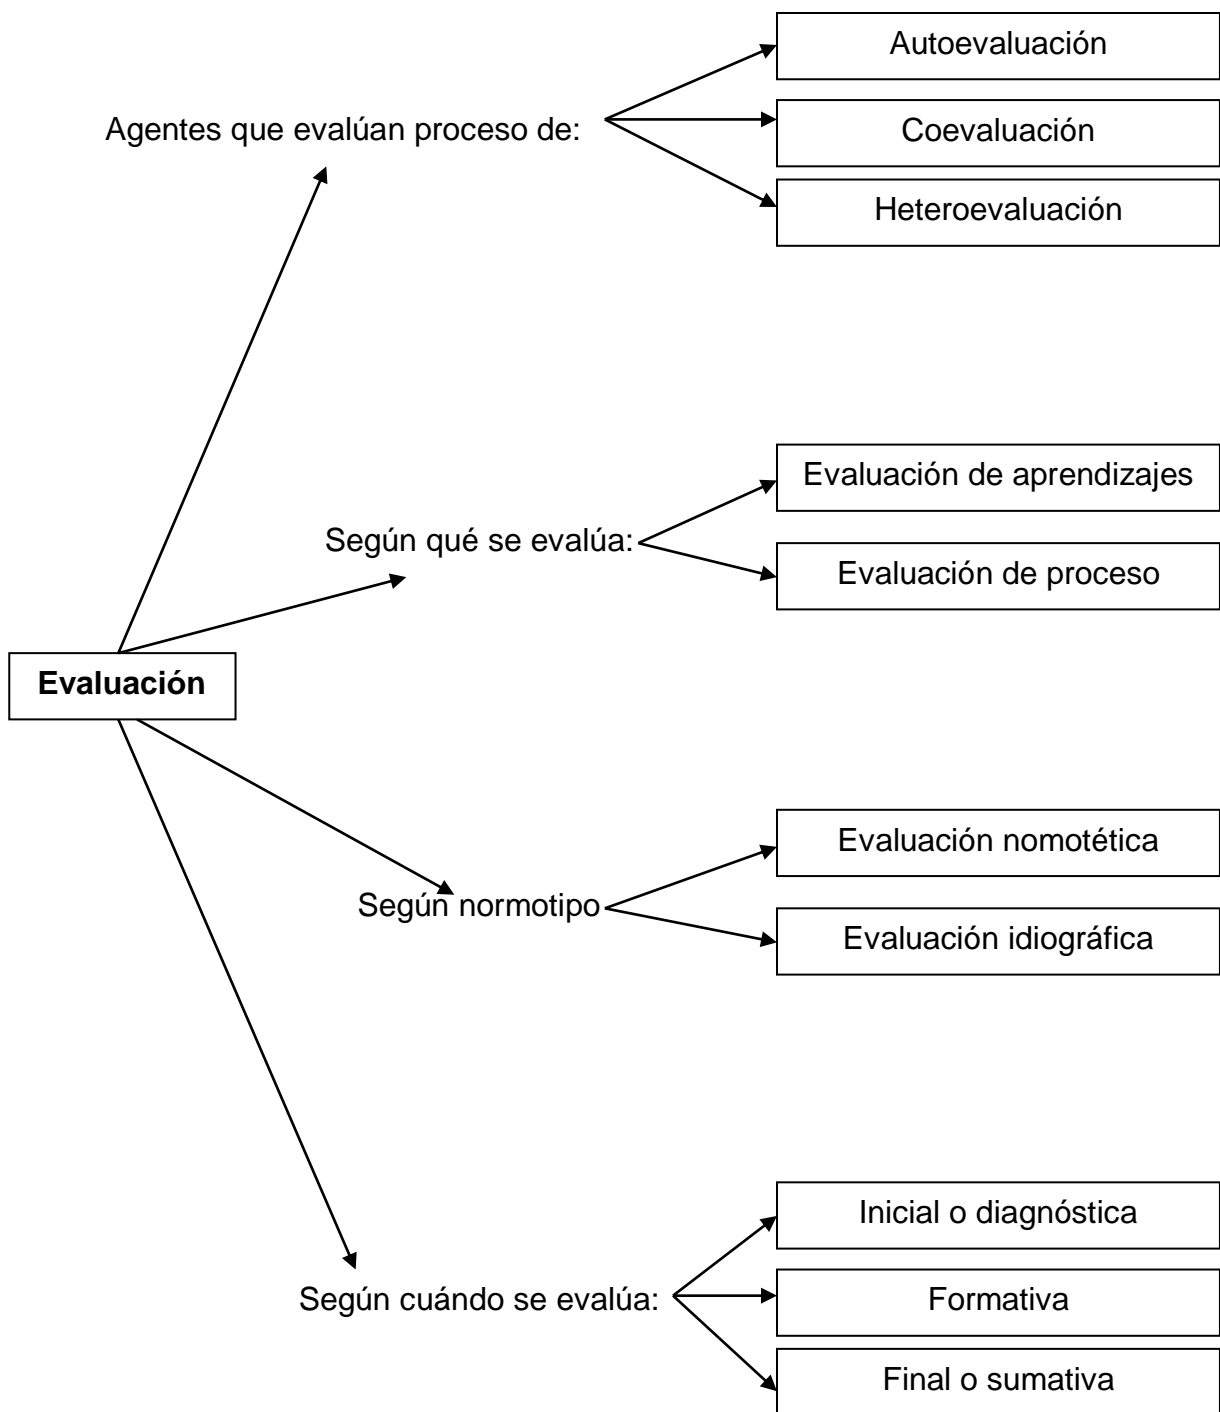 Autoevaluación
Agentes que evalúan proceso de:
Coevaluación
Heteroevaluación
Evaluación de aprendizajes
Según qué se evalúa:
Evaluación de proceso
Evaluación
Evaluación nomotética
Según normotipo
Evaluación idiográfica
Inicial o diagnóstica
Según cuándo se evalúa:
Formativa
Final o sumativa